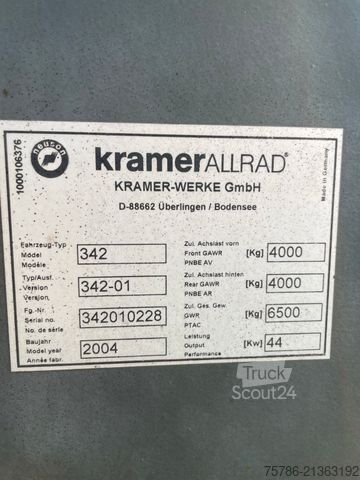 neuson
kramerALLRAD®
KRAMER-WERKE GmbH
D-88662 Überlingen / Bodensee
1000106376
Made in Germany
Fahrzeug-Typ
Model
Modéle
342
Zul. Achslast vorn
Front GAWR
PNBE AV
[Kg] 4000
Typ/Ausf.
Version
Version
342-01
Zul. Achslast hinten
Rear GAWR
PNBE AR
[Kg] 4000
Fg.-Nr.
Serial no.
No. de série
342010228
Zul. Ges. Gew.
GWR
PTAC
[Kg] 6500
Baujahr
Model year
Année fabr.
2004
Leistung
Output
Performance
[Kw] 44
Truck
Scout24
75786-21363192